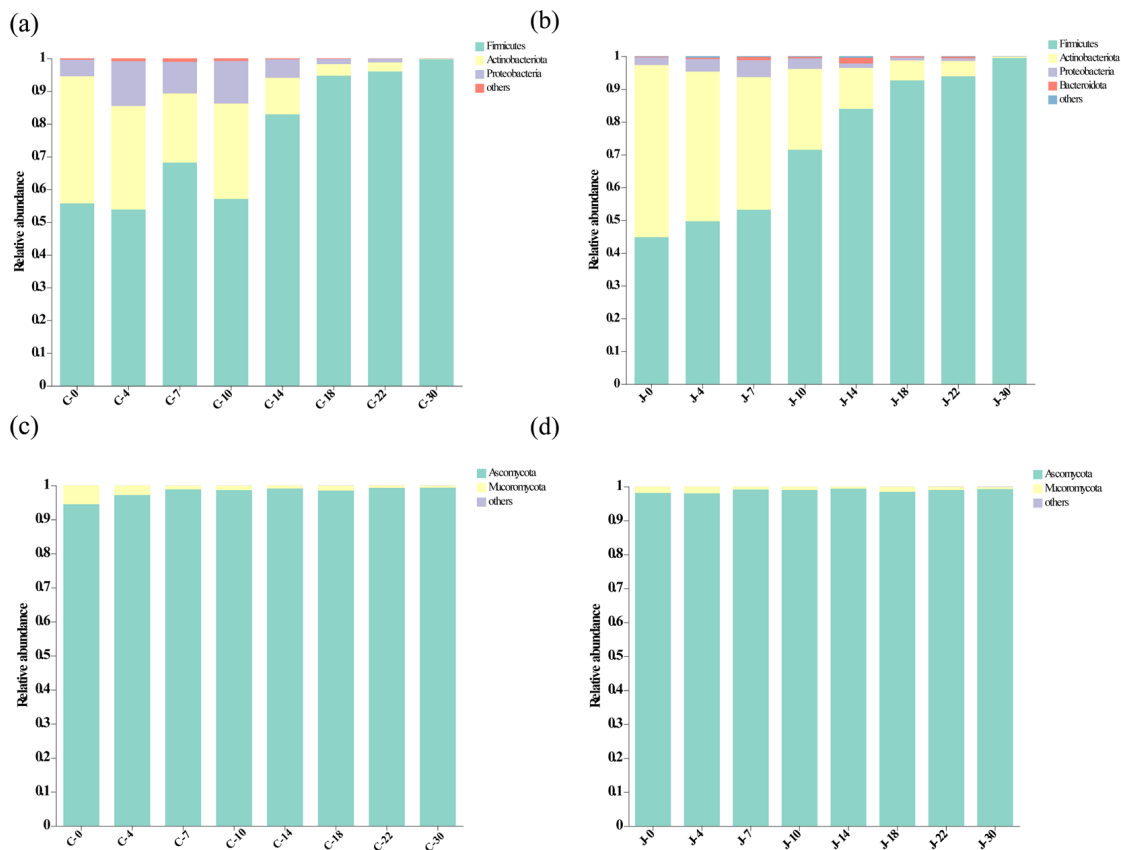 (a)
Firmicutes
Actinobacteriota
Proteobacteria
others
1
0.9
0.8
0.7
0.6
0.5
0.4
0.3
0.2
0.1
0
Relative abundance
C-0 C-4 C-7 C-10 C-14 C-18 C-22 C-30
(b)
Firmicutes
Actinobacteriota
Proteobacteria
Bacteroidota
others
1
0.9
0.8
0.7
0.6
0.5
0.4
0.3
0.2
0.1
0
Relative abundance
J-0 J-4 J-7 J-10 J-14 J-18 J-22 J-30
(c)
Ascomycota
Mucoromycota
others
1
0.9
0.8
0.7
0.6
0.5
0.4
0.3
0.2
0.1
0
Relative abundance
C-0 C-4 C-7 C-10 C-14 C-18 C-22 C-30
(d)
Ascomycota
Mucoromycota
others
1
0.9
0.8
0.7
0.6
0.5
0.4
0.3
0.2
0.1
0
Relative abundance
J-0 J-4 J-7 J-10 J-14 J-18 J-22 J-30